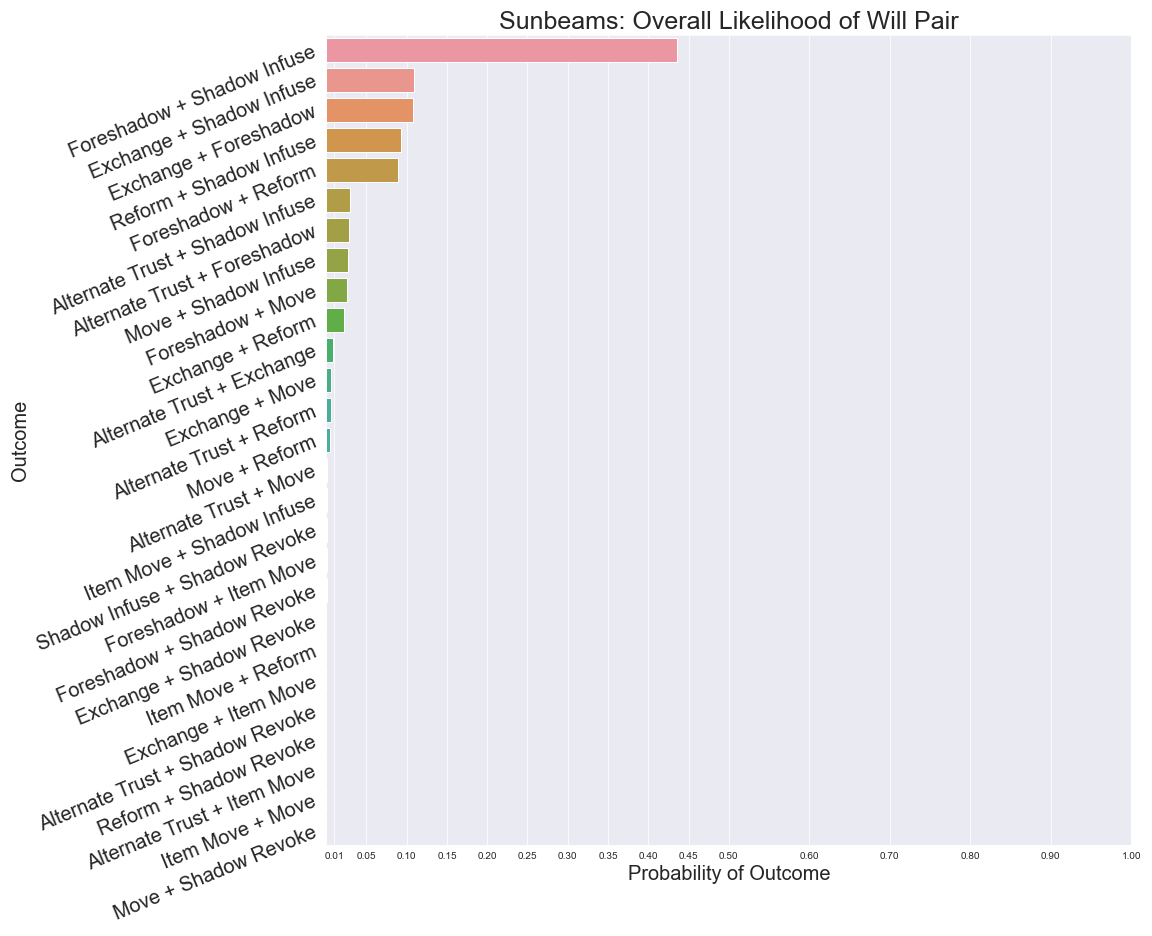 Sunbeams: Overall Likelihood of Will Pair
Outcome
Foreshadow + Shadow Infuse
Exchange + Shadow Infuse
Exchange + Foreshadow
Reform + Shadow Infuse
Foreshadow + Reform
Alternate Trust + Shadow Infuse
Alternate Trust + Foreshadow
Move + Shadow Infuse
Foreshadow + Move
Exchange + Reform
Alternate Trust + Exchange
Exchange + Move
Alternate Trust + Reform
Move + Reform
Alternate Trust + Move
Item Move + Shadow Infuse
Shadow Infuse + Shadow Revoke
Foreshadow + Item Move
Foreshadow + Shadow Revoke
Exchange + Shadow Revoke
Item Move + Reform
Exchange + Item Move
Alternate Trust + Shadow Revoke
Reform + Shadow Revoke
Alternate Trust + Item Move
Item Move + Move
Move + Shadow Revoke
0.01 0.05 0.10 0.15 0.20 0.25 0.30 0.35 0.40 0.45 0.50 0.60 0.70 0.80 0.90 1.00
Probability of Outcome